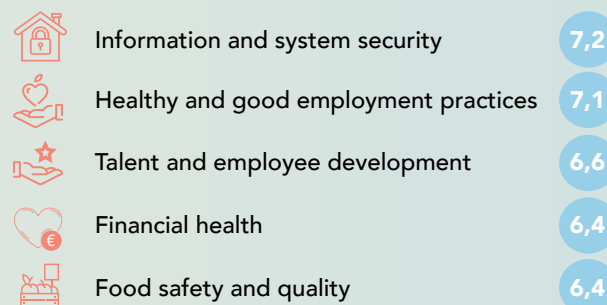 Information and system security 7,2
Healthy and good employment practices 7,1
Talent and employee development 6,6
Financial health 6,4
€
Food safety and quality 6,4